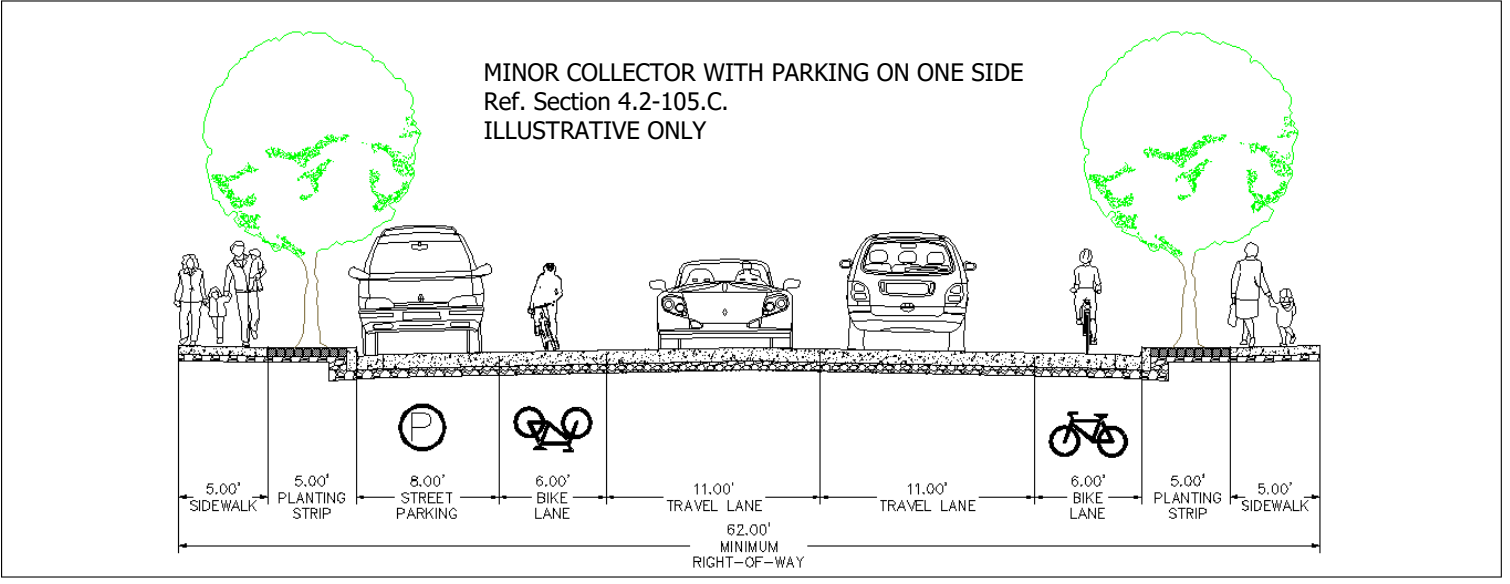 MINOR COLLECTOR WITH PARKING ON ONE SIDE
Ref. Section 4.2-105.C.
ILLUSTRATIVE ONLY
P
5.00'
SIDEWALK
5.00'
PLANTING
STRIP
8.00'
STREET
PARKING
6.00'
BIKE
LANE
11.00'
TRAVEL LANE
11.00'
TRAVEL LANE
6.00'
BIKE
LANE
5.00'
PLANTING
STRIP
5.00'
SIDEWALK
62.00'
MINIMUM
RIGHT-OF-WAY